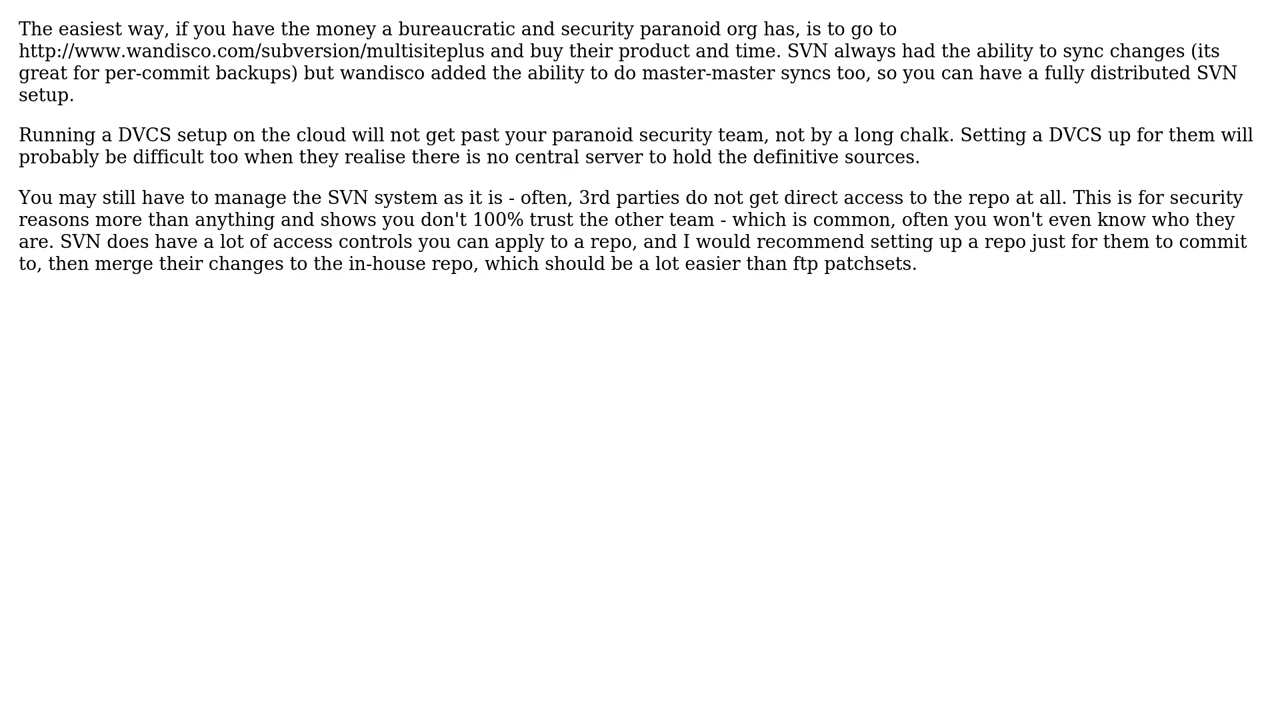 The easiest way, if you have the money a bureaucratic and security paranoid org has, is to go to
http://www.wandisco.com/subversion/multisiteplus and buy their product and time. SVN always had the ability to sync changes (its
great for per-commit backups) but wandisco added the ability to do master-master syncs too, so you can have a fully distributed SVN
setup.
Running a DVCS setup on the cloud will not get past your paranoid security team, not by a long chalk. Setting a DVCS up for them will
probably be difficult too when they realise there is no central server to hold the definitive sources.
You may still have to manage the SVN system as it is - often, 3rd parties do not get direct access to the repo at all. This is for security
reasons more than anything and shows you don't 100% trust the other team - which is common, often you won't even know who they
are. SVN does have a lot of access controls you can apply to a repo, and I would recommend setting up a repo just for them to commit
to, then merge their changes to the in-house repo, which should be a lot easier than ftp patchsets.